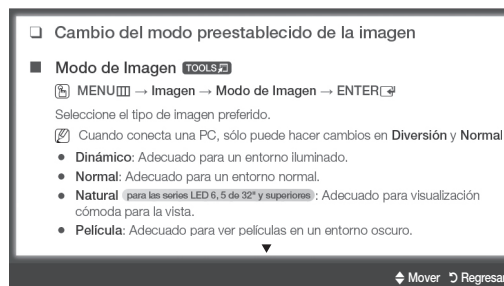 Cambio del modo preestablecido de la imagen
Modo de Imagen TOOLS
MENU → Imagen → Modo de Imagen → ENTER
Seleccione el tipo de imagen preferido.
Cuando conecta una PC, sólo puede hacer cambios en Diversión y Normal
● Dinámico: Adecuado para un entorno iluminado.
● Normal: Adecuado para un entorno normal.
● Natural para las series LED 6, 5 de 32" y superiores : Adecuado para visualización
cómoda para la vista.
● Película: Adecuado para ver películas en un entorno oscuro.
▼
Mover Regresar